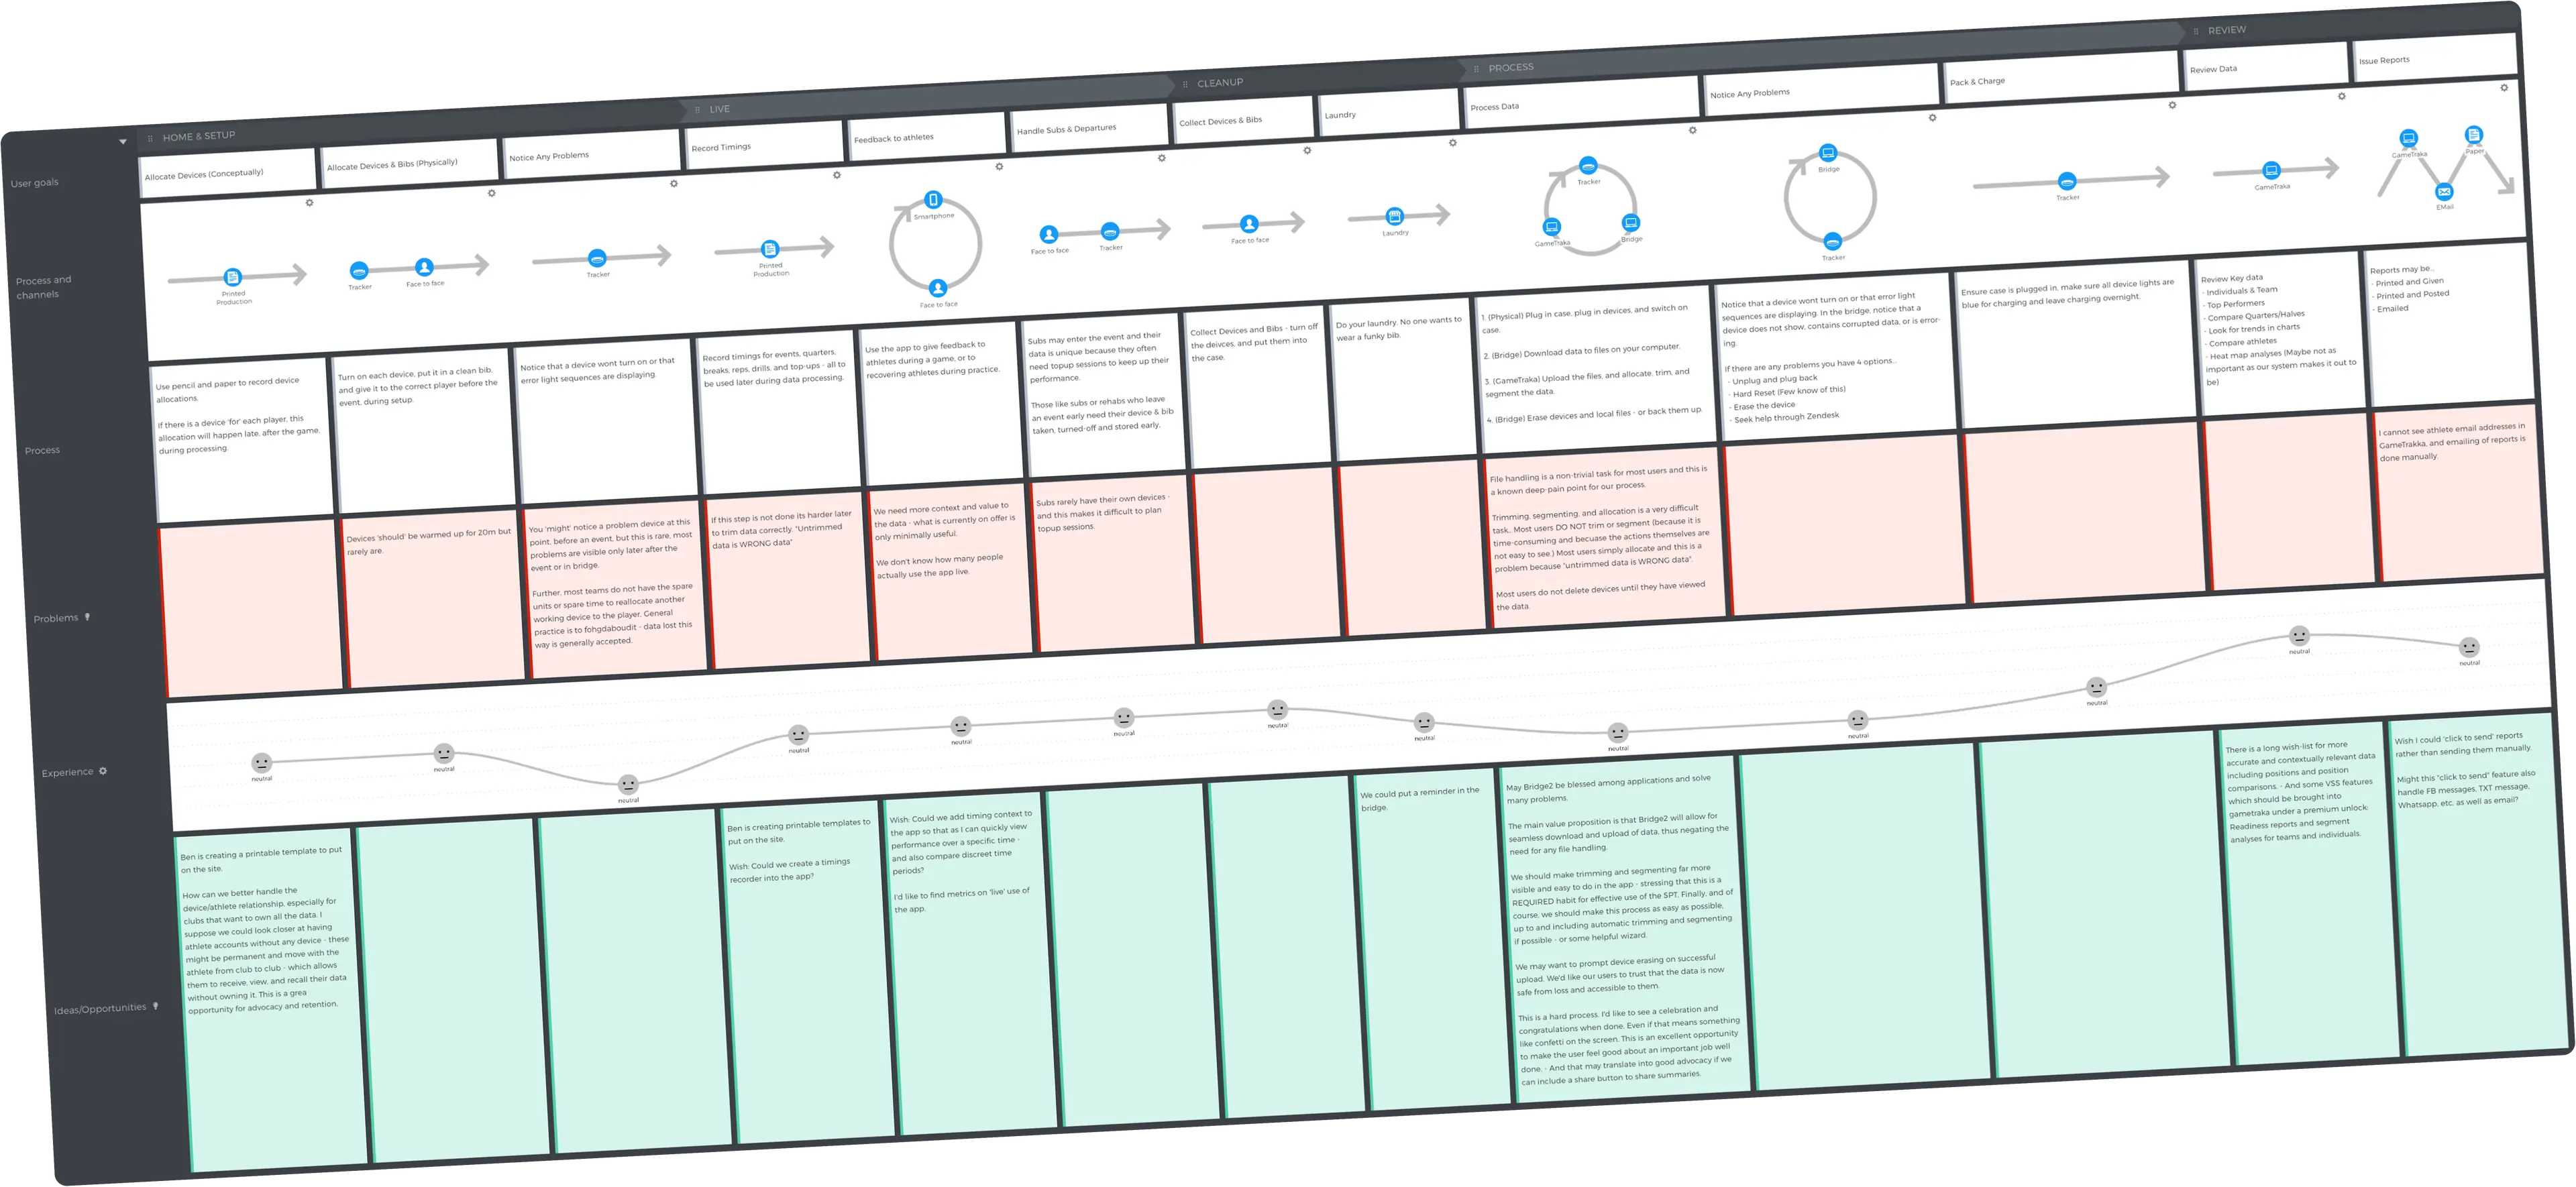 HOME & SETUP
LIVE
CLEANUP
PROCESS
REVIEW
User goals
Allocate Devices (Conceptually)
Allocate Devices & Bibs (Physically)
Notice Any Problems
Record Timings
Feedback to athletes
Handle Subs & Departures
Collect Devices & Bibs
Laundry
Process Data
Notice Any Problems
Pack & Charge
Review Data
Issue Reports
Process and
channels
Printed
Production
Tracker
Face to face
Tracker
Printed
Production
Smartphone
Face to face
Face to face
Tracker
Face to face
Laundry
Tracker
Bridge
GameTraka
Bridge
Tracker
Tracker
GameTraka
GameTraka
EMail
Paper
Process
Use pencil and paper to record device
allocations.
If there is a device 'for' each player, this
allocation will happen late, after the game,
during processing.
Turn on each device, put it in a clean bib,
and give it to the correct player before the
event, during setup.
Notice that a device wont turn on or that
error light sequences are displaying.
Record timings for events, quarters,
breaks, reps, drills, and top-ups - all to
be used later during data processing.
Use the app to give feedback to
athletes during a game, or to
recovering athletes during practice.
Subs may enter the event and their
data is unique because they often
need topup sessions to keep up their
performance.
Those like subs or rehabs who leave
an event early need their device & bib
taken, turned-off and stored early.
Collect Devices and Bibs - turn off
the deivces, and put them into
the case.
Do your laundry. No one wants to
wear a funky bib.
1. (Physical) Plug in case, plug in devices, and switch on
case.
2. (Bridge) Download data to files on your computer.
3. (GameTraka) Upload the files, and allocate, trim, and
segment the data.
4. (Bridge) Erase devices and local files - or back them up.
Notice that a device wont turn on or that error light
sequences are displaying. In the bridge, notice that a
device does not show, contains corrupted data, or is error-
ing.
If there are any problems you have 4 options...
- Unplug and plug back
- Hard Reset (Few know of this)
- Erase the device
- Seek help through Zendesk
Ensure case is plugged in, make sure all device lights are
blue for charging and leave charging overnight.
Review Key data
- Individuals & Team
- Top Performers
- Compare Quarters/Halves
- Look for trends in charts
- Compare athletes
- Heat map analyses (Maybe not as
important as our system makes it out to
be)
Reports may be...
- Printed and Given
- Printed and Posted
- Emailed
Problems
Devices 'should' be warmed up for 20m but
rarely are.
You 'might' notice a problem device at this
point, before an event, but this is rare, most
problems are visible only later after the
event or in bridge.
Further, most teams do not have the spare
units or spare time to reallocate another
working device to the player. General
practice is to fohgdaboudit - data lost this
way is generally accepted.
If this step is not done its harder later
to trim data correctly. "Untrimmed
data is WRONG data"
We need more context and value to
the data - what is currently on offer is
only minimally useful.
We don't know how many people
actually use the app live.
Subs rarely have their own devices -
and this makes it difficult to plan
topup sessions.
File handling is a non-trivial task for most users and this is
a known deep-pain point for our process.
Trimming, segmenting, and allocation is a very difficult
task... Most users DO NOT trim or segment (because it is
time-consuming and becuase the actions themselves are
not easy to see.) Most users simply allocate and this is a
problem because "untrimmed data is WRONG data".
Most users do not delete devices until they have viewed
the data.
I cannot see athlete email addresses in
GameTrakka, and emailing of reports is
done manually.
Experience
neutral
neutral
neutral
neutral
neutral
neutral
neutral
neutral
neutral
neutral
neutral
neutral
neutral
Ideas/Opportunities
Ben is creating a printable template to put
on the site.
How can we better handle the
device/athlete relationship, especially for
clubs that want to own all the data. I
suppose we could look closer at having
athlete accounts without any device - these
might be permanent and move with the
athlete from club to club - which allows
them to receive, view, and recall their data
without owning it. This is a grea
opportunity for advocacy and retention.
Ben is creating printable templates to
put on the site.
Wish: Could we create a timings
recorder into the app?
Wish: Could we add timing context to
the app so that as I can quickly view
performance over a specific time -
and also compare discreet time
periods?
I'd like to find metrics on 'live' use of
the app.
We could put a reminder in the
bridge.
May Bridge2 be blessed among applications and solve
many problems.
The main value proposition is that Bridge2 will allow for
seamless download and upload of data, thus negating the
need for any file handling.
We should make trimming and segmenting far more
visible and easy to do in the app - stressing that this is a
REQUIRED habit for effective use of the SPT. Finally, and of
course, we should make this process as easy as possible,
up to and including automatic trimming and segmenting
if possible - or some helpful wizard.
We may want to prompt device erasing on successful
upload. We'd like our users to trust that the data is now
safe from loss and accessible to them.
This is a hard process, I'd like to see a celebration and
congratulations when done. Even if that means something
like confetti on the screen. This is an excellent opportunity
to make the user feel good about an important job well
done. - And that may translate into good advocacy if we
can include a share button to share summaries.
There is a long wish-list for more
accurate and contextually relevant data
including positions and position
comparisons. - And some VSS features
which should be brought into
gametraka under a premium unlock:
Readiness reports and segment
analyses for teams and individuals.
Wish I could 'click to send' reports
rather than sending them manually.
Might this "click to send" feature also
handle FB messages, TXT message,
Whatsapp, etc, as well as email?